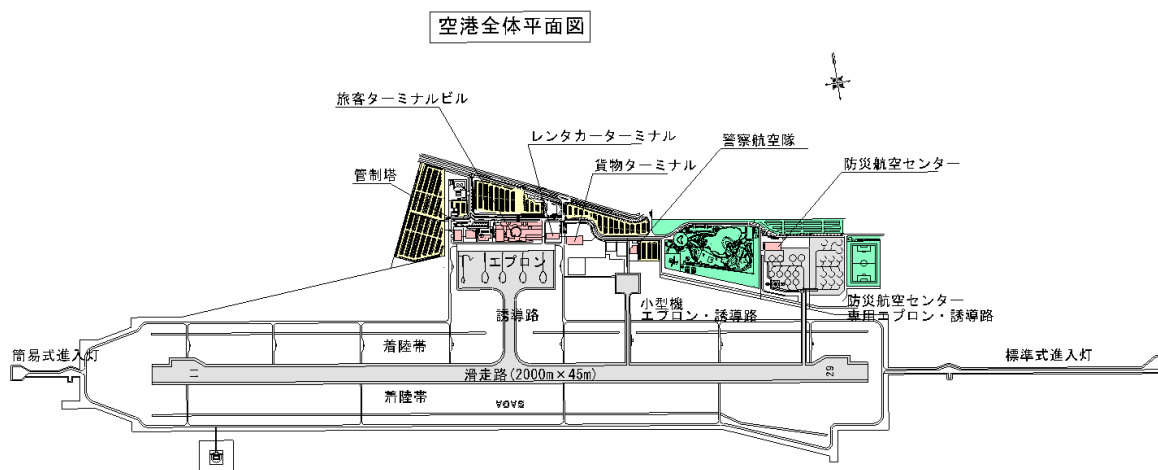 空港全体平面図
旅客ターミナルビル
レンタカーターミナル
警察航空隊
貨物ターミナル
防災航空センター
管制塔
エプロン
小型機
エプロン・誘導路
防災航空センター
専用エプロン・誘導路
誘導路
簡易式進入灯
着陸帯
標準式進入灯
11
滑走路(2000m×45m)
29
着陸帯
SAGA